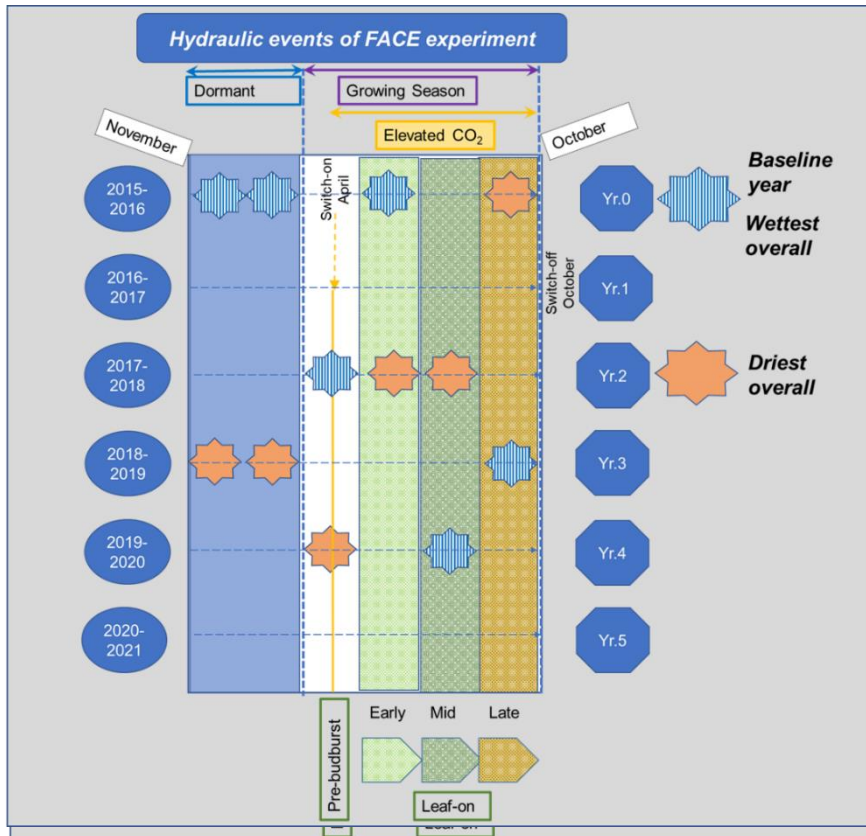 Hydraulic events of FACE experiment
Dormant
Growing Season
November
Elevated CO₂
October
2015-
2016
Switch-on
April
Yr.0
Baseline
year
Wettest
overall
2016-
2017
Switch-off
October
Yr.1
2017-
2018
Yr.2
Driest
overall
2018-
2019
Yr.3
2019-
2020
Yr.4
2020-
2021
Yr.5
Pre-budburst
Early
Mid
Late
Leaf-on
Leaf-on